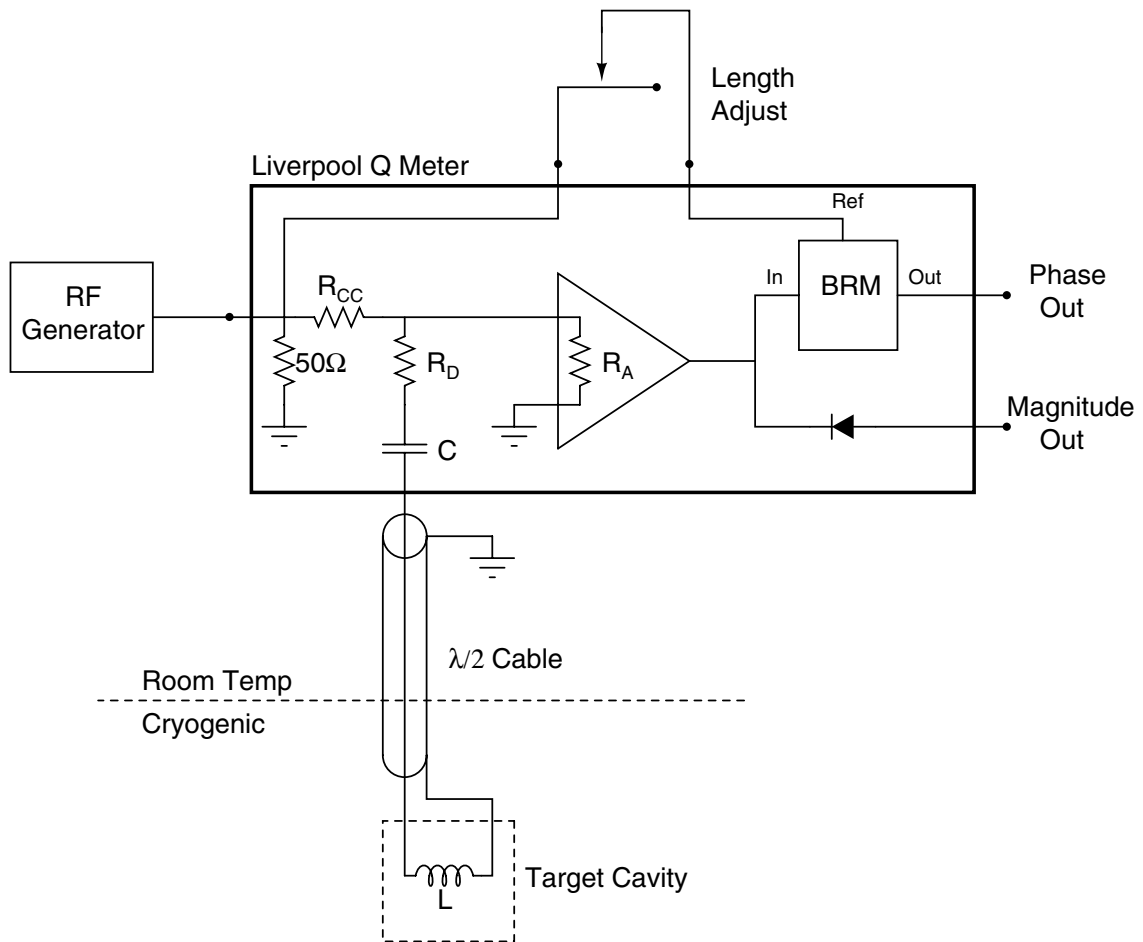 Length
Adjust
Liverpool Q Meter
Ref
RF
Generator
R_CC
In
BRM
Out
Phase
Out
50Ω
R_D
R_A
Magnitude
Out
C
λ/2 Cable
Room Temp
Cryogenic
Target Cavity
L